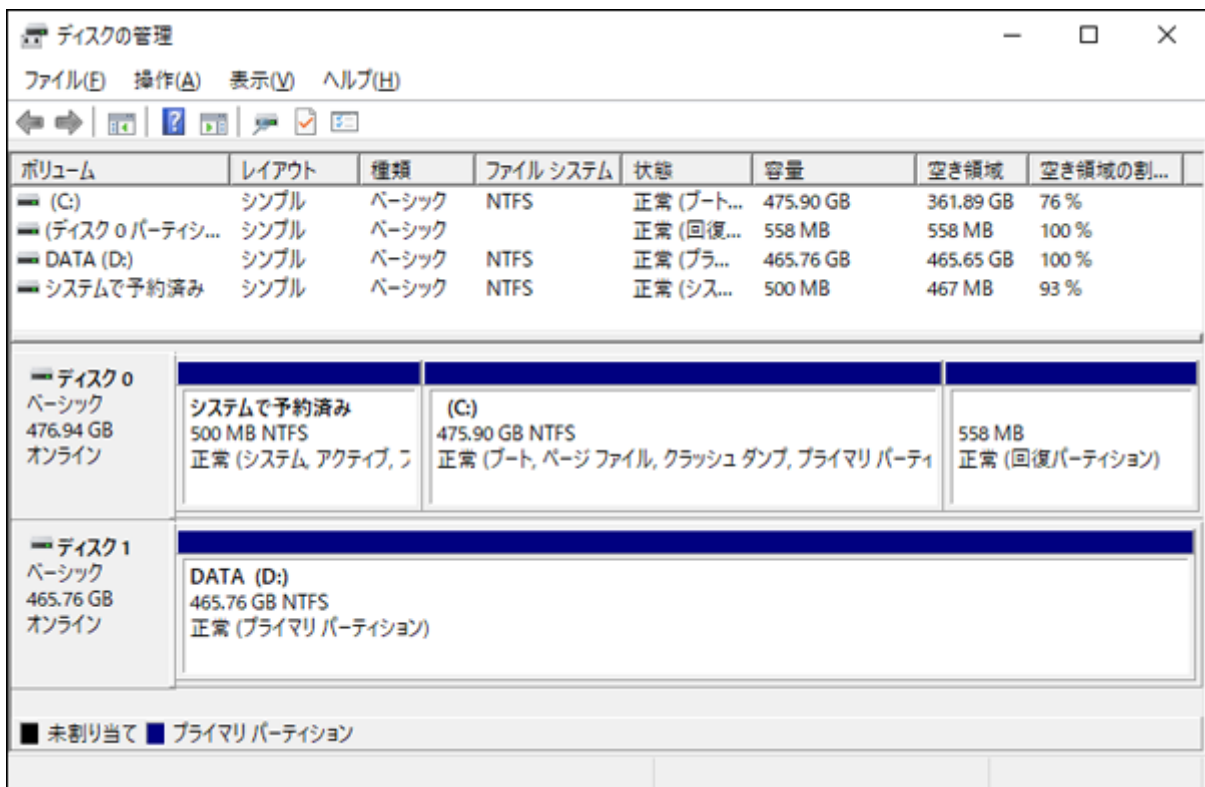 ディスクの管理
ファイル(F) 操作(A) 表示(V) ヘルプ(H)
ボリューム レイアウト 種類 ファイル システム 状態 容量 空き領域 空き領域の割...
(C:) シンプル ベーシック NTFS 正常 (ブート... 475.90 GB 361.89 GB 76 %
(ディスク 0 パーティシ... シンプル ベーシック 正常 (回復... 558 MB 558 MB 100 %
DATA (D:) シンプル ベーシック NTFS 正常 (プラ... 465.76 GB 465.65 GB 100 %
システムで予約済み シンプル ベーシック NTFS 正常 (シス... 500 MB 467 MB 93 %
ディスク 0
ベーシック
476.94 GB
オンライン
システムで予約済み
500 MB NTFS
正常 (システム, アクティブ, フ
(C:)
475.90 GB NTFS
正常 (ブート, ページ ファイル, クラッシュ ダンプ, プライマリ パーティ
558 MB
正常 (回復パーティション)
ディスク 1
ベーシック
465.76 GB
オンライン
DATA (D:)
465.76 GB NTFS
正常 (プライマリ パーティション)
未割り当て プライマリ パーティション